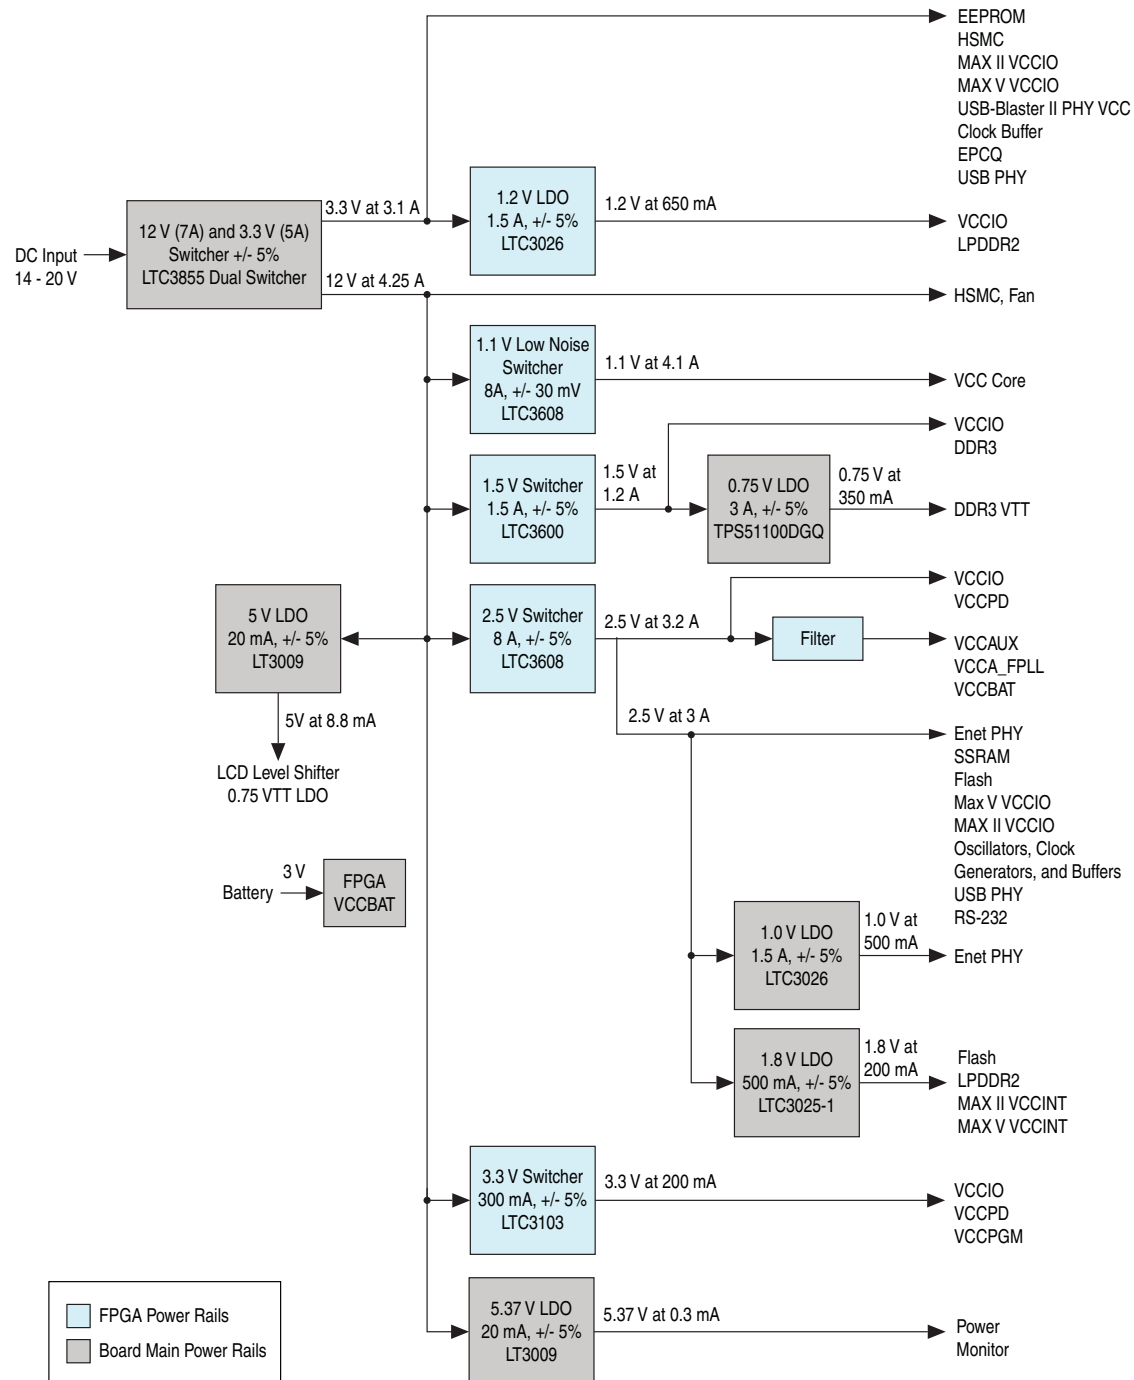 EEPROM
HSMC
MAX II VCCIO
MAX V VCCIO
USB-Blaster II PHY VCC
Clock Buffer
EPCQ
USB PHY
DC Input
14 - 20 V
12 V (7A) and 3.3 V (5A)
Switcher +/- 5%
LTC3855 Dual Switcher
3.3 V at 3.1 A
1.2 V LDO
1.5 A, +/- 5%
LTC3026
1.2 V at 650 mA
VCCIO
LPDDR2
12 V at 4.25 A
HSMC, Fan
1.1 V Low Noise
Switcher
8A, +/- 30 mV
LTC3608
1.1 V at 4.1 A
VCC Core
1.5 V Switcher
1.5 A, +/- 5%
LTC3600
1.5 V at
1.2 A
VCCIO
DDR3
0.75 V LDO
3 A, +/- 5%
TPS51100DGQ
0.75 V at
350 mA
DDR3 VTT
5 V LDO
20 mA, +/- 5%
LT3009
5V at 8.8 mA
LCD Level Shifter
0.75 VTT LDO
2.5 V Switcher
8 A, +/- 5%
LTC3608
2.5 V at 3.2 A
VCCIO
VCCPD
Filter
VCCAUX
VCCA_FPLL
VCCBAT
2.5 V at 3 A
Enet PHY
SSRAM
Flash
Max V VCCIO
MAX II VCCIO
Oscillators, Clock
Generators, and Buffers
USB PHY
RS-232
Battery
3 V
FPGA
VCCBAT
1.0 V LDO
1.5 A, +/- 5%
LTC3026
1.0 V at
500 mA
Enet PHY
1.8 V LDO
500 mA, +/- 5%
LTC3025-1
1.8 V at
200 mA
Flash
LPDDR2
MAX II VCCINT
MAX V VCCINT
3.3 V Switcher
300 mA, +/- 5%
LTC3103
3.3 V at 200 mA
VCCIO
VCCPD
VCCPGM
5.37 V LDO
20 mA, +/- 5%
LT3009
5.37 V at 0.3 mA
Power
Monitor
FPGA Power Rails
Board Main Power Rails